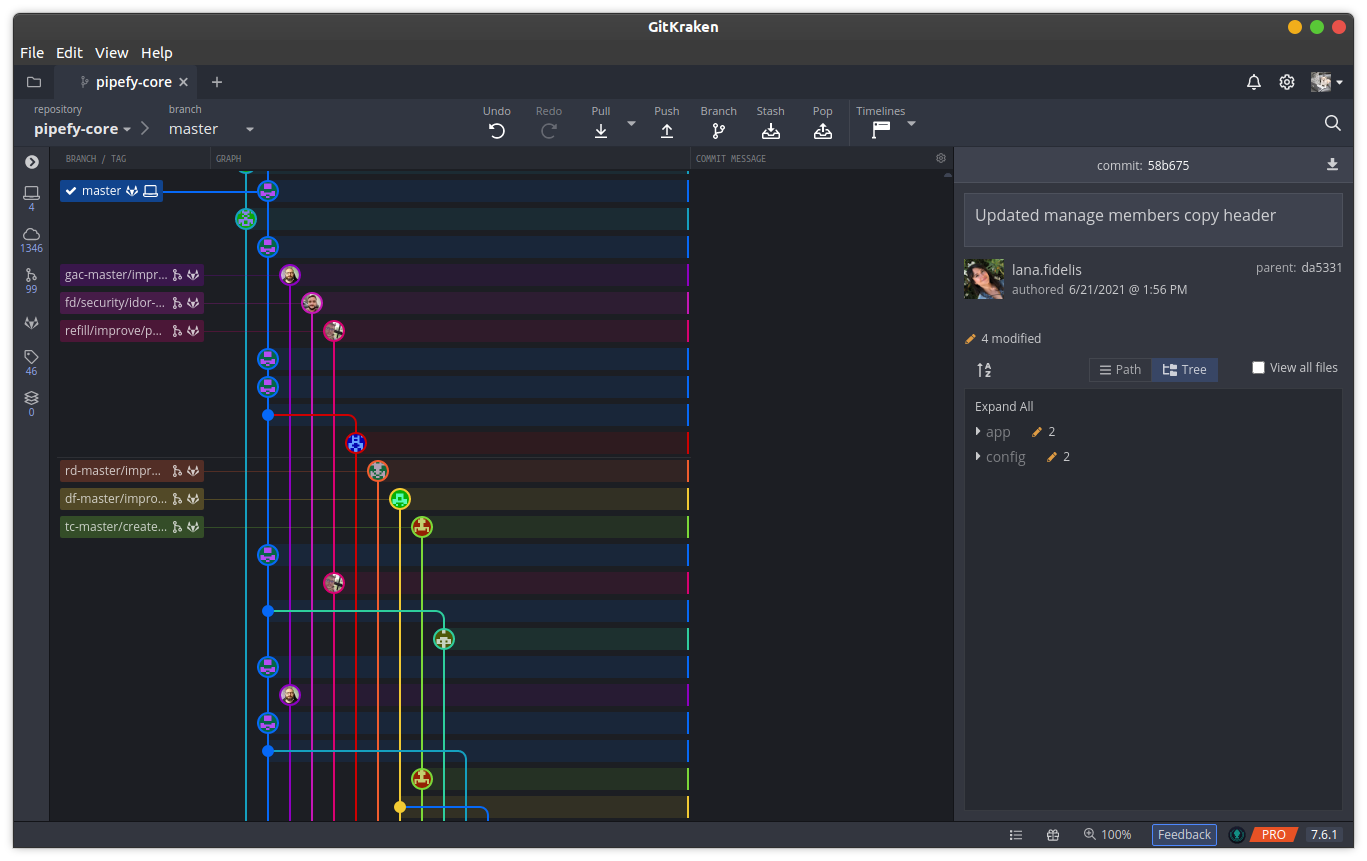 GitKraken
File Edit View Help
pipefy-core
repository
pipefy-core
branch
master
Undo Redo Pull Push Branch Stash Pop Timelines
BRANCH / TAG GRAPH COMMIT MESSAGE
4
1346
99
46
0
master
gac-master/impr...
fd/security/idor-...
refill/improve/p...
rd-master/impr...
df-master/impro...
tc-master/create...
commit: 58b675
Updated manage members copy header
lana.fidelis
authored 6/21/2021 @ 1:56 PM
parent: da5331
4 modified
A
Z
Path Tree View all files
Expand All
app 2
config 2
100% Feedback PRO 7.6.1